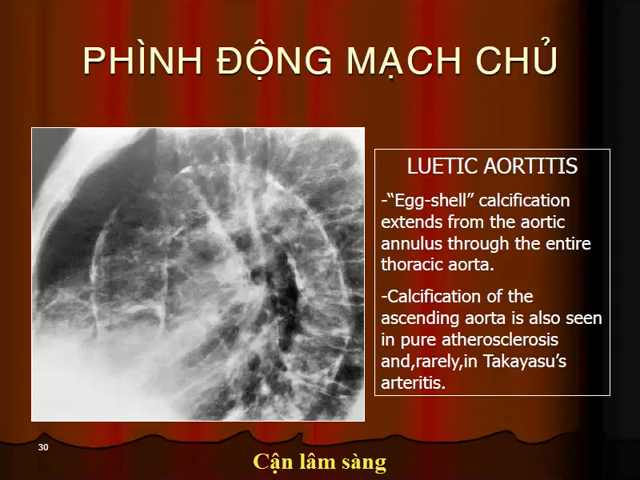 PHÌNH ĐỘNG MẠCH CHỦ
LUETIC AORTITIS
-“Egg-shell” calcification
extends from the aortic
annulus through the entire
thoracic aorta.
-Calcification of the
ascending aorta is also seen
in pure atherosclerosis
and,rarely,in Takayasu’s
arteritis.
30
Cận lâm sàng